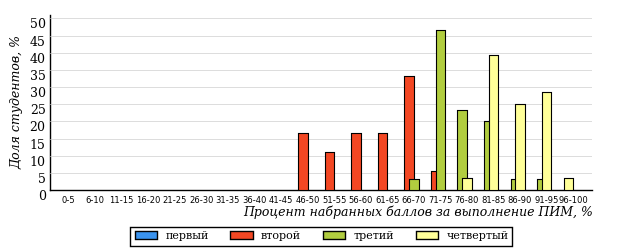 Доля студентов, %
50
45
40
35
30
25
20
15
10
5
0
0-5 6-10 11-15 16-20 21-25 26-30 31-35 36-40 41-45 46-50 51-55 56-60 61-65 66-70 71-75 76-80 81-85 86-90 91-95 96-100
Процент набранных баллов за выполнение ПИМ, %
первый второй третий четвертый